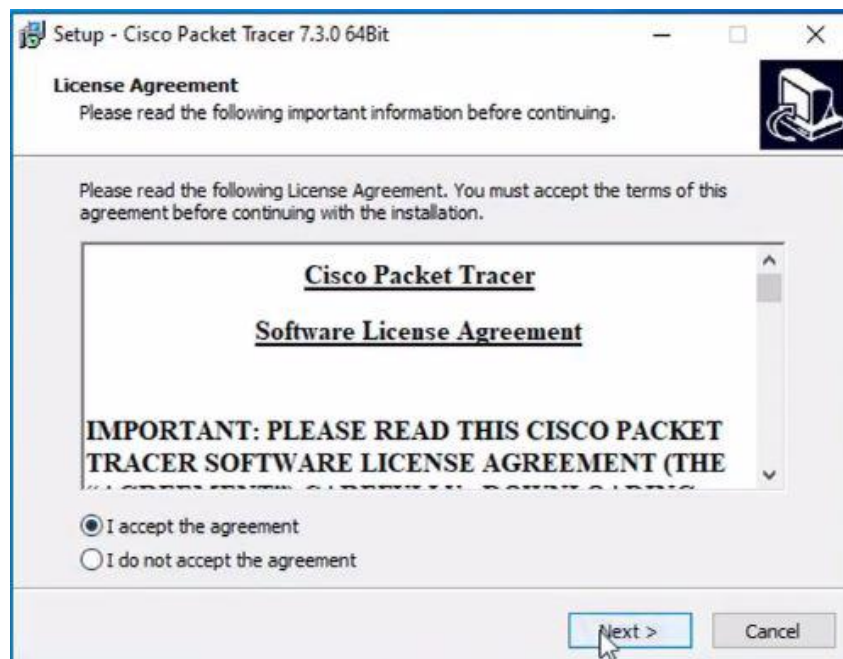 Setup - Cisco Packet Tracer 7.3.0 64Bit
License Agreement
Please read the following important information before continuing.
Please read the following License Agreement. You must accept the terms of this
agreement before continuing with the installation.
Cisco Packet Tracer
Software License Agreement
IMPORTANT: PLEASE READ THIS CISCO PACKET
TRACER SOFTWARE LICENSE AGREEMENT (THE
“AGREEMENT”) CAREFULLY. DOWNLOADING
I accept the agreement
I do not accept the agreement
Next >
Cancel